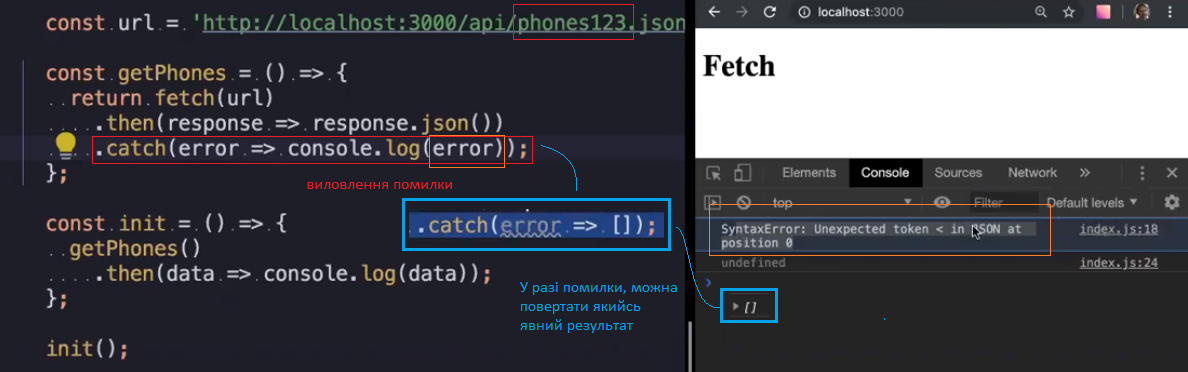 const url = 'http://localhost:3000/api/phones123.json
const getPhones = () => {
return fetch(url)
.then(response => response.json())
.catch(error => console.log(error));
};
виловлення помилки
.catch(error => []);
const init = () => {
getPhones()
.then(data => console.log(data));
};
init();
У разі помилки, можна
повертати якийсь
явний результат
localhost:3000
Fetch
Elements Console Sources Network »
top Filter Default levels ▼
SyntaxError: Unexpected token < in JSON at index.js:18
position 0
undefined index.js:24
›
▸ []